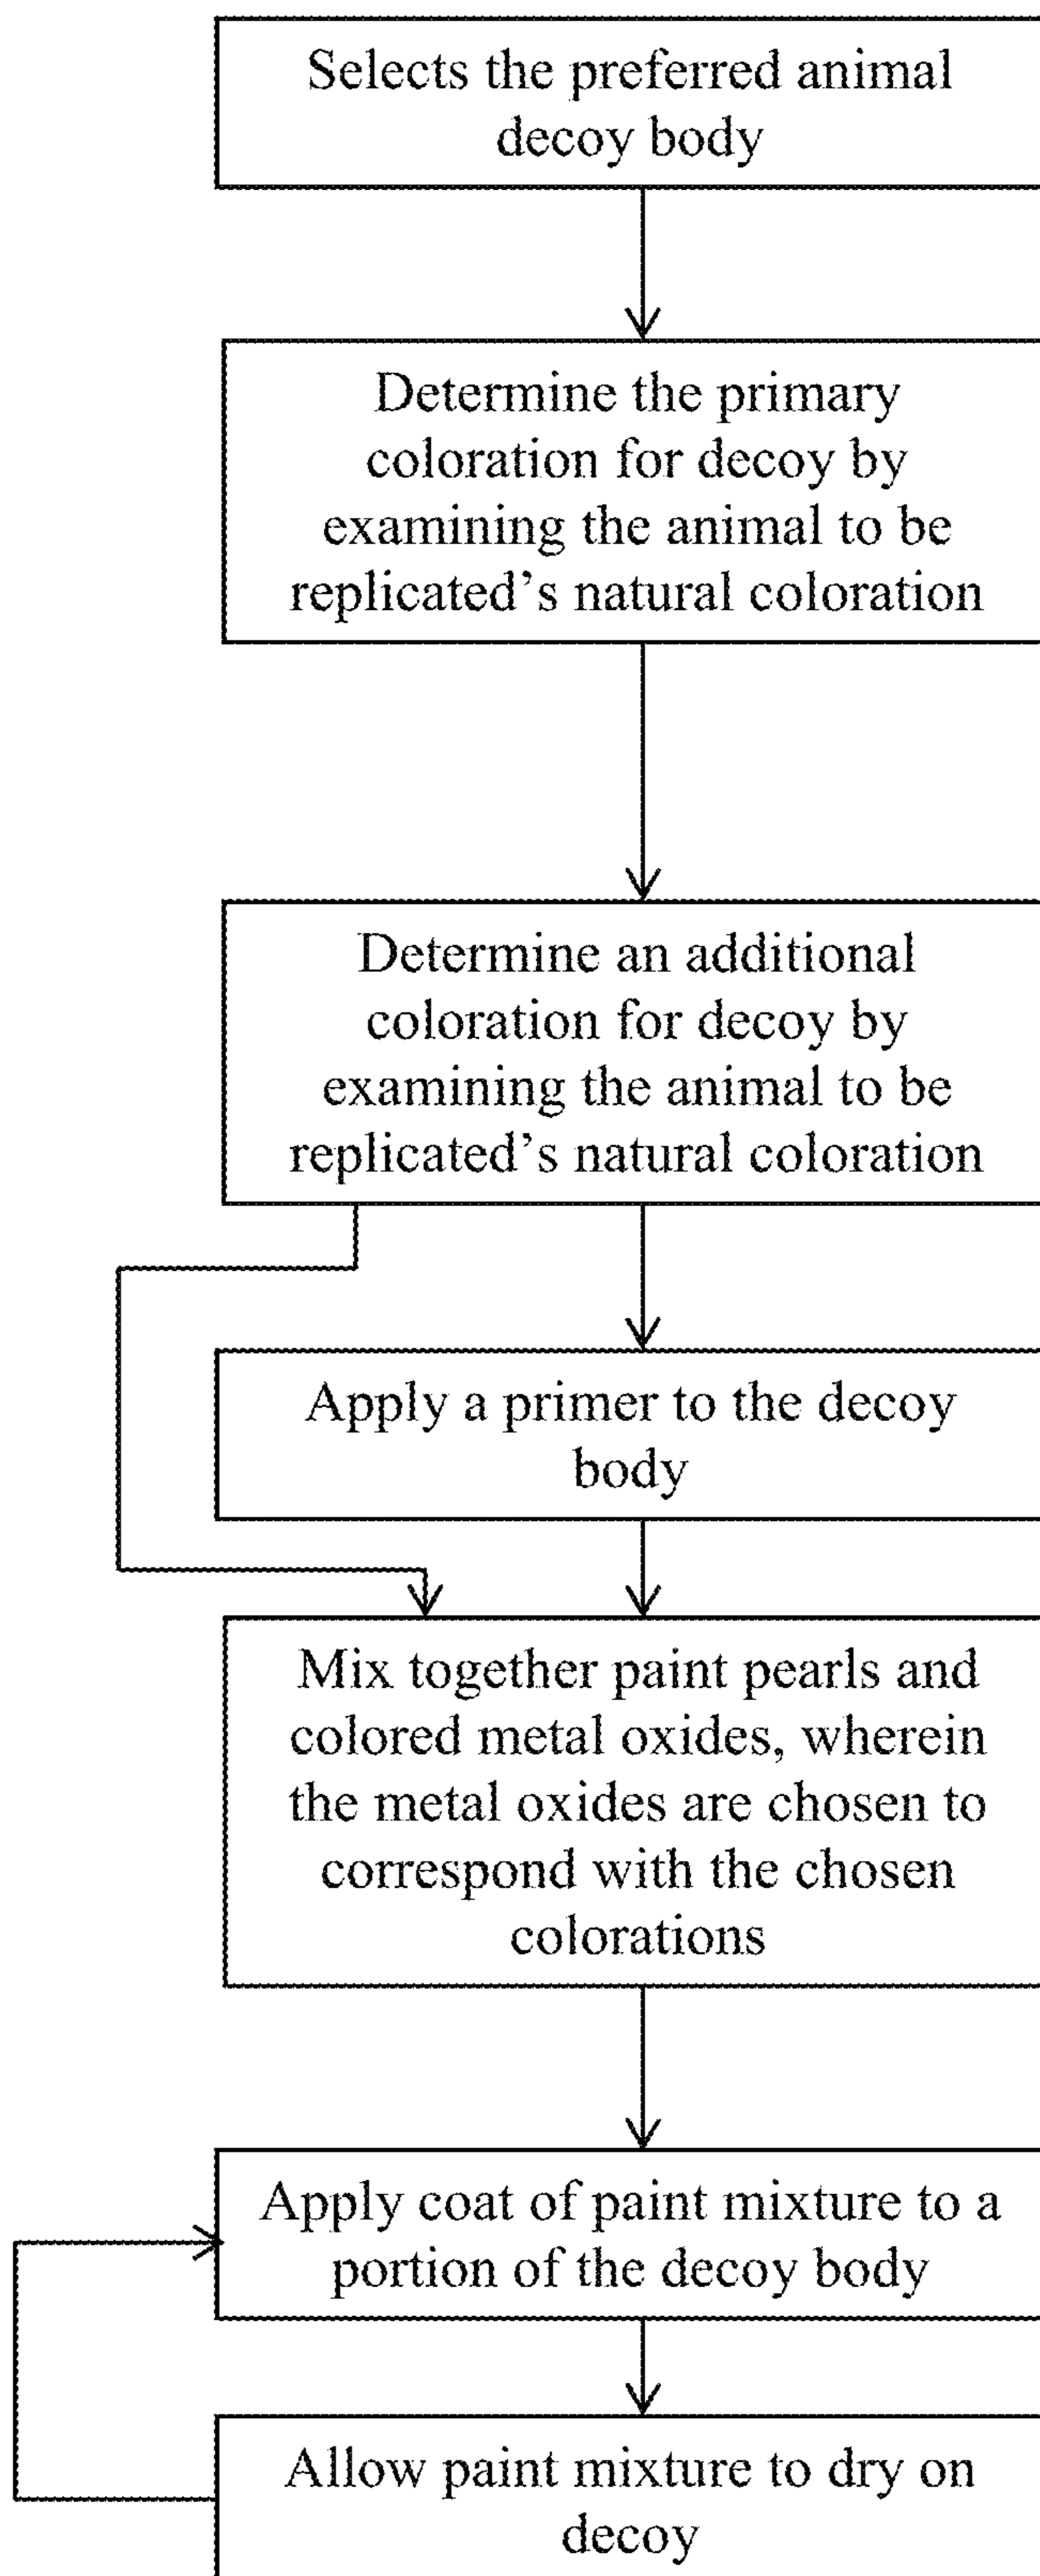 Selects the preferred animal
decoy body
Determine the primary
coloration for decoy by
examining the animal to be
replicated’s natural coloration
Determine an additional
coloration for decoy by
examining the animal to be
replicated’s natural coloration
Apply a primer to the decoy
body
Mix together paint pearls and
colored metal oxides, wherein
the metal oxides are chosen to
correspond with the chosen
colorations
Apply coat of paint mixture to a
portion of the decoy body
Allow paint mixture to dry on
decoy